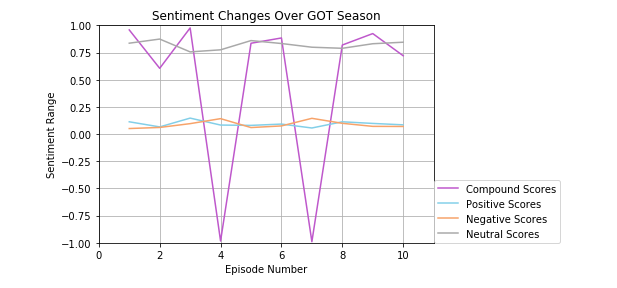 Sentiment Changes Over GOT Season
1.00
0.75
0.50
0.25
0.00
−0.25
−0.50
−0.75
−1.00
Sentiment Range
0 2 4 6 8 10
Episode Number
Compound Scores
Positive Scores
Negative Scores
Neutral Scores